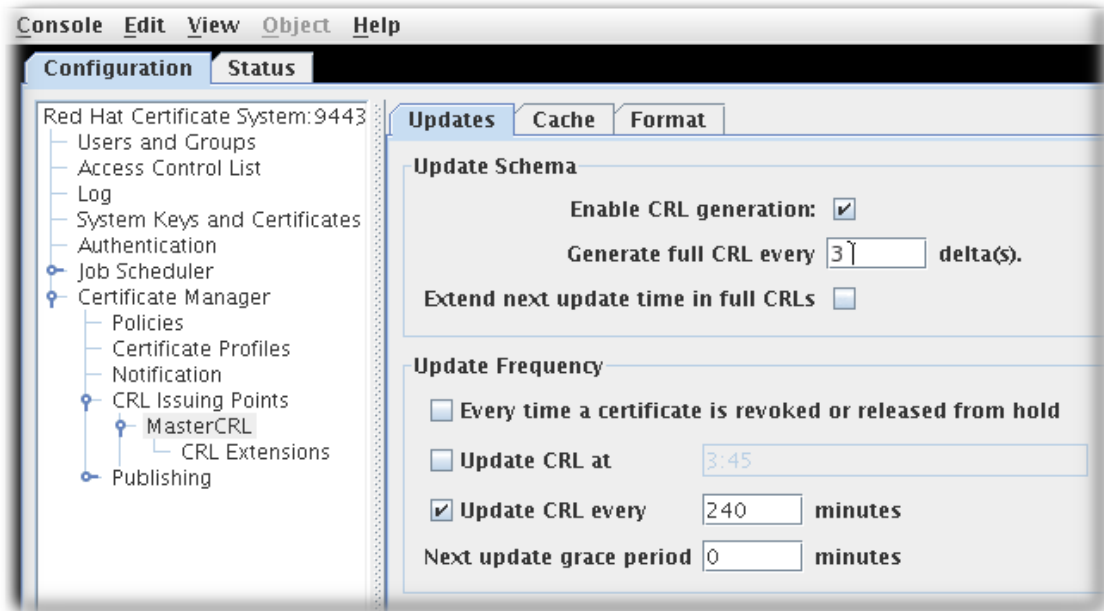 Console Edit View Object Help
Configuration Status
Red Hat Certificate System:9443
Users and Groups
Access Control List
Log
System Keys and Certificates
Authentication
Job Scheduler
Certificate Manager
Policies
Certificate Profiles
Notification
CRL Issuing Points
MasterCRL
CRL Extensions
Publishing
Updates Cache Format
Update Schema
Enable CRL generation:
Generate full CRL every 3 delta(s).
Extend next update time in full CRLs
Update Frequency
Every time a certificate is revoked or released from hold
Update CRL at 3:45
Update CRL every 240 minutes
Next update grace period 0 minutes